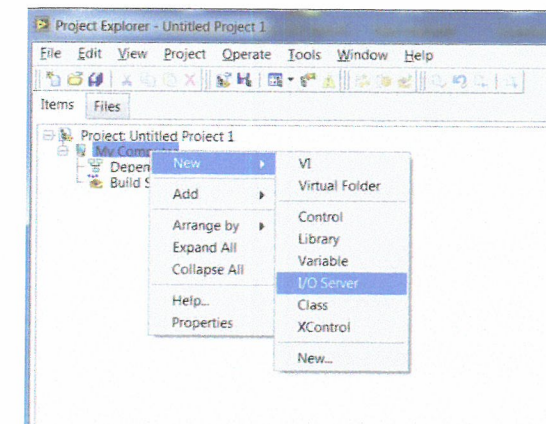 Project Explorer - Untitled Project 1
File Edit View Project Operate Tools Window Help
Items Files
Project: Untitled Project 1
My Comp
Depen
Build S
New
Add
Arrange by
Expand All
Collapse All
Help...
Properties
VI
Virtual Folder
Control
Library
Variable
I/O Server
Class
XControl
New...